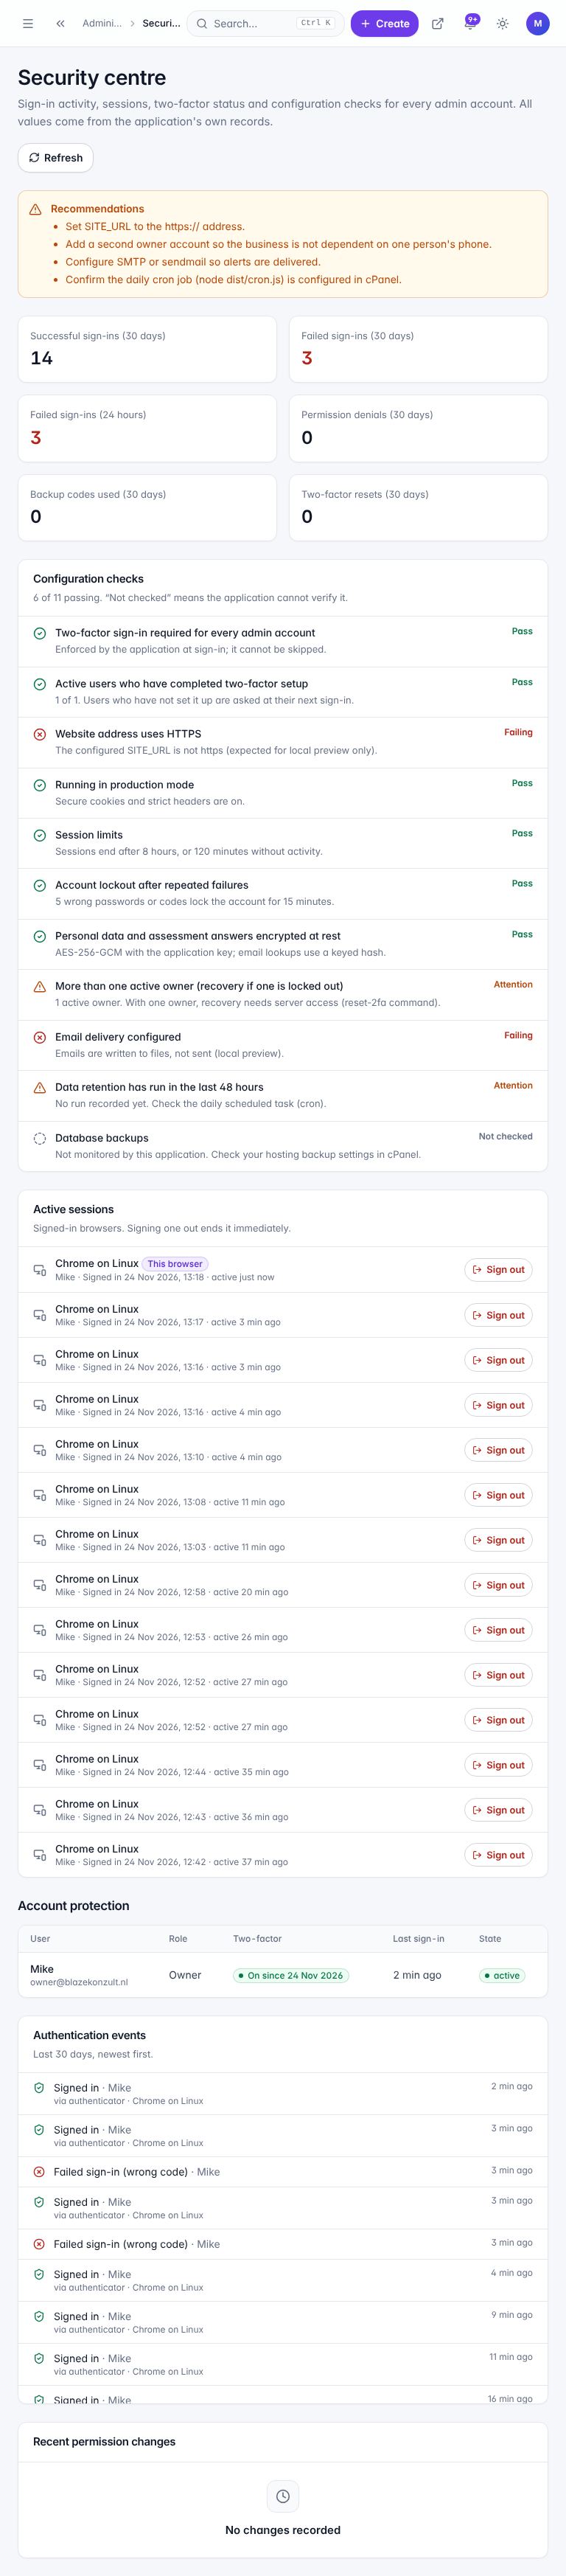 Admini... > Securi...
Search...
Ctrl K
Create
9+
M
Security centre
Sign-in activity, sessions, two-factor status and configuration checks for every admin account. All
values come from the application's own records.
Refresh
Recommendations
• Set SITE_URL to the https:// address.
• Add a second owner account so the business is not dependent on one person's phone.
• Configure SMTP or sendmail so alerts are delivered.
• Confirm the daily cron job (node dist/cron.js) is configured in cPanel.
Successful sign-ins (30 days)
14
Failed sign-ins (30 days)
3
Failed sign-ins (24 hours)
3
Permission denials (30 days)
0
Backup codes used (30 days)
0
Two-factor resets (30 days)
0
Configuration checks
6 of 11 passing. “Not checked” means the application cannot verify it.
Two-factor sign-in required for every admin account
Pass
Enforced by the application at sign-in; it cannot be skipped.
Active users who have completed two-factor setup
Pass
1 of 1. Users who have not set it up are asked at their next sign-in.
Website address uses HTTPS
Failing
The configured SITE_URL is not https (expected for local preview only).
Running in production mode
Pass
Secure cookies and strict headers are on.
Session limits
Pass
Sessions end after 8 hours, or 120 minutes without activity.
Account lockout after repeated failures
Pass
5 wrong passwords or codes lock the account for 15 minutes.
Personal data and assessment answers encrypted at rest
Pass
AES-256-GCM with the application key; email lookups use a keyed hash.
More than one active owner (recovery if one is locked out)
Attention
1 active owner. With one owner, recovery needs server access (reset-2fa command).
Email delivery configured
Failing
Emails are written to files, not sent (local preview).
Data retention has run in the last 48 hours
Attention
No run recorded yet. Check the daily scheduled task (cron).
Database backups
Not checked
Not monitored by this application. Check your hosting backup settings in cPanel.
Active sessions
Signed-in browsers. Signing one out ends it immediately.
Chrome on Linux This browser
Mike · Signed in 24 Nov 2026, 13:18 · active just now
Sign out
Chrome on Linux
Mike · Signed in 24 Nov 2026, 13:17 · active 3 min ago
Sign out
Chrome on Linux
Mike · Signed in 24 Nov 2026, 13:16 · active 3 min ago
Sign out
Chrome on Linux
Mike · Signed in 24 Nov 2026, 13:16 · active 4 min ago
Sign out
Chrome on Linux
Mike · Signed in 24 Nov 2026, 13:10 · active 4 min ago
Sign out
Chrome on Linux
Mike · Signed in 24 Nov 2026, 13:08 · active 11 min ago
Sign out
Chrome on Linux
Mike · Signed in 24 Nov 2026, 13:03 · active 11 min ago
Sign out
Chrome on Linux
Mike · Signed in 24 Nov 2026, 12:58 · active 20 min ago
Sign out
Chrome on Linux
Mike · Signed in 24 Nov 2026, 12:53 · active 26 min ago
Sign out
Chrome on Linux
Mike · Signed in 24 Nov 2026, 12:52 · active 27 min ago
Sign out
Chrome on Linux
Mike · Signed in 24 Nov 2026, 12:52 · active 27 min ago
Sign out
Chrome on Linux
Mike · Signed in 24 Nov 2026, 12:44 · active 35 min ago
Sign out
Chrome on Linux
Mike · Signed in 24 Nov 2026, 12:43 · active 36 min ago
Sign out
Chrome on Linux
Mike · Signed in 24 Nov 2026, 12:42 · active 37 min ago
Sign out
Account protection
User Role Two-factor Last sign-in State
Mike
owner@blazekonzult.nl
Owner
On since 24 Nov 2026
2 min ago
active
Authentication events
Last 30 days, newest first.
Signed in · Mike
2 min ago
via authenticator · Chrome on Linux
Signed in · Mike
3 min ago
via authenticator · Chrome on Linux
Failed sign-in (wrong code) · Mike
3 min ago
Signed in · Mike
3 min ago
via authenticator · Chrome on Linux
Failed sign-in (wrong code) · Mike
3 min ago
Signed in · Mike
4 min ago
via authenticator · Chrome on Linux
Signed in · Mike
9 min ago
via authenticator · Chrome on Linux
Signed in · Mike
11 min ago
via authenticator · Chrome on Linux
Signed in · Mike
16 min ago
Recent permission changes
No changes recorded